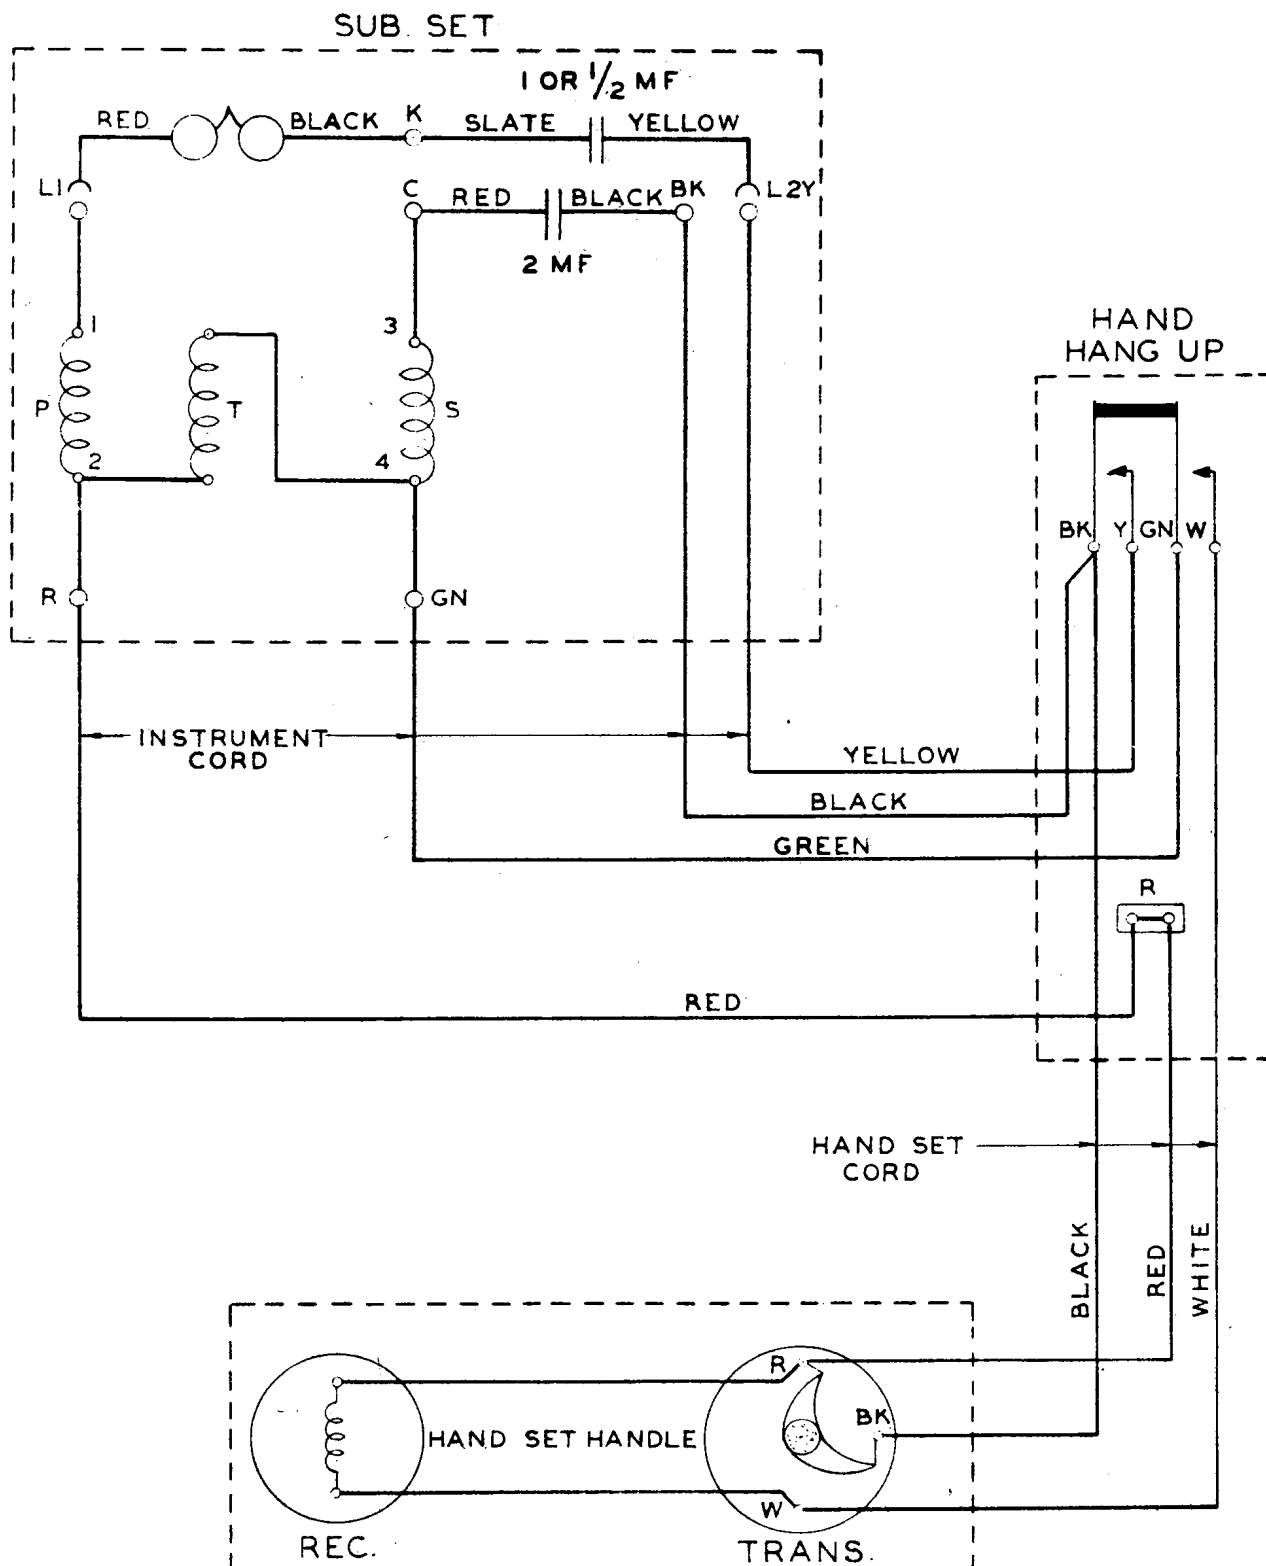 SUB. SET
1 OR 1/2 MF
RED
BLACK
K
SLATE
YELLOW
L1
C
RED
BLACK
BK
L2Y
2 MF
1
3
HAND
HANG UP
P
T
S
2
4
BK
Y
GN
W
R
GN
INSTRUMENT
CORD
YELLOW
BLACK
GREEN
R
RED
HAND SET
CORD
BLACK
RED
WHITE
R
BK
HAND SET HANDLE
W
REC.
TRANS.